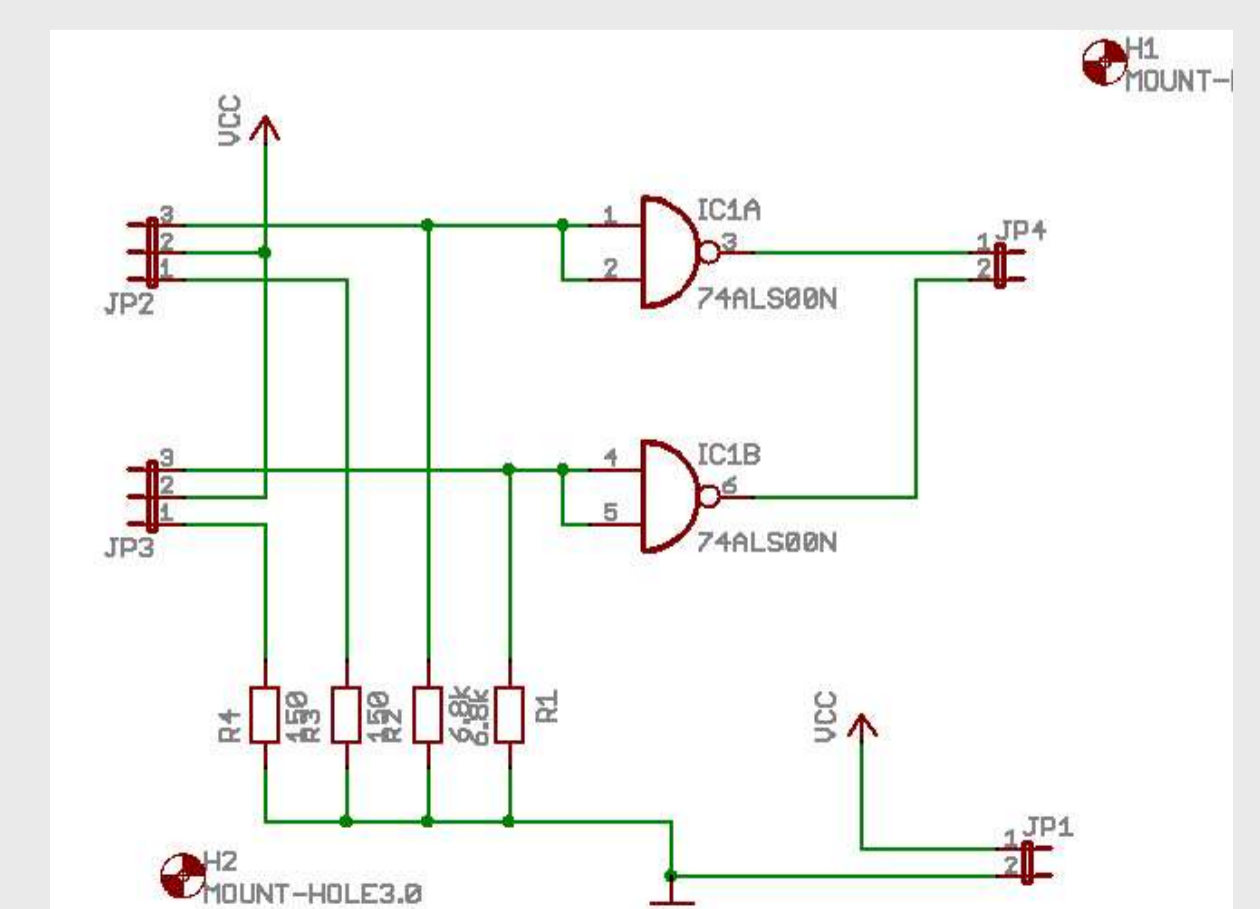 H1
MOUNT-
VCC
3
2
1
JP2
1
2
IC1A
3
74ALS00N
JP4
1
2
3
2
1
JP3
4
5
IC1B
6
74ALS00N
R4
150
R3
150
R2
6.8k
6.8k
R1
VCC
JP1
1
2
H2
MOUNT-HOLE3.0